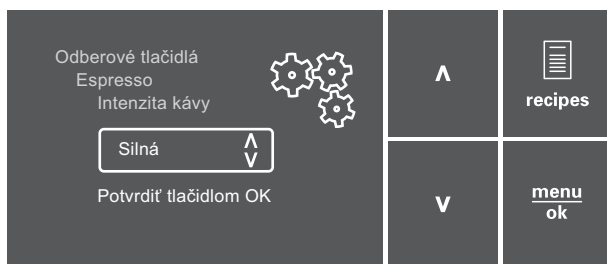 Odberové tlačidlá
Espresso
Intenzita kávy
Silná
Potvrdiť tlačidlom OK
recipes
menu
ok